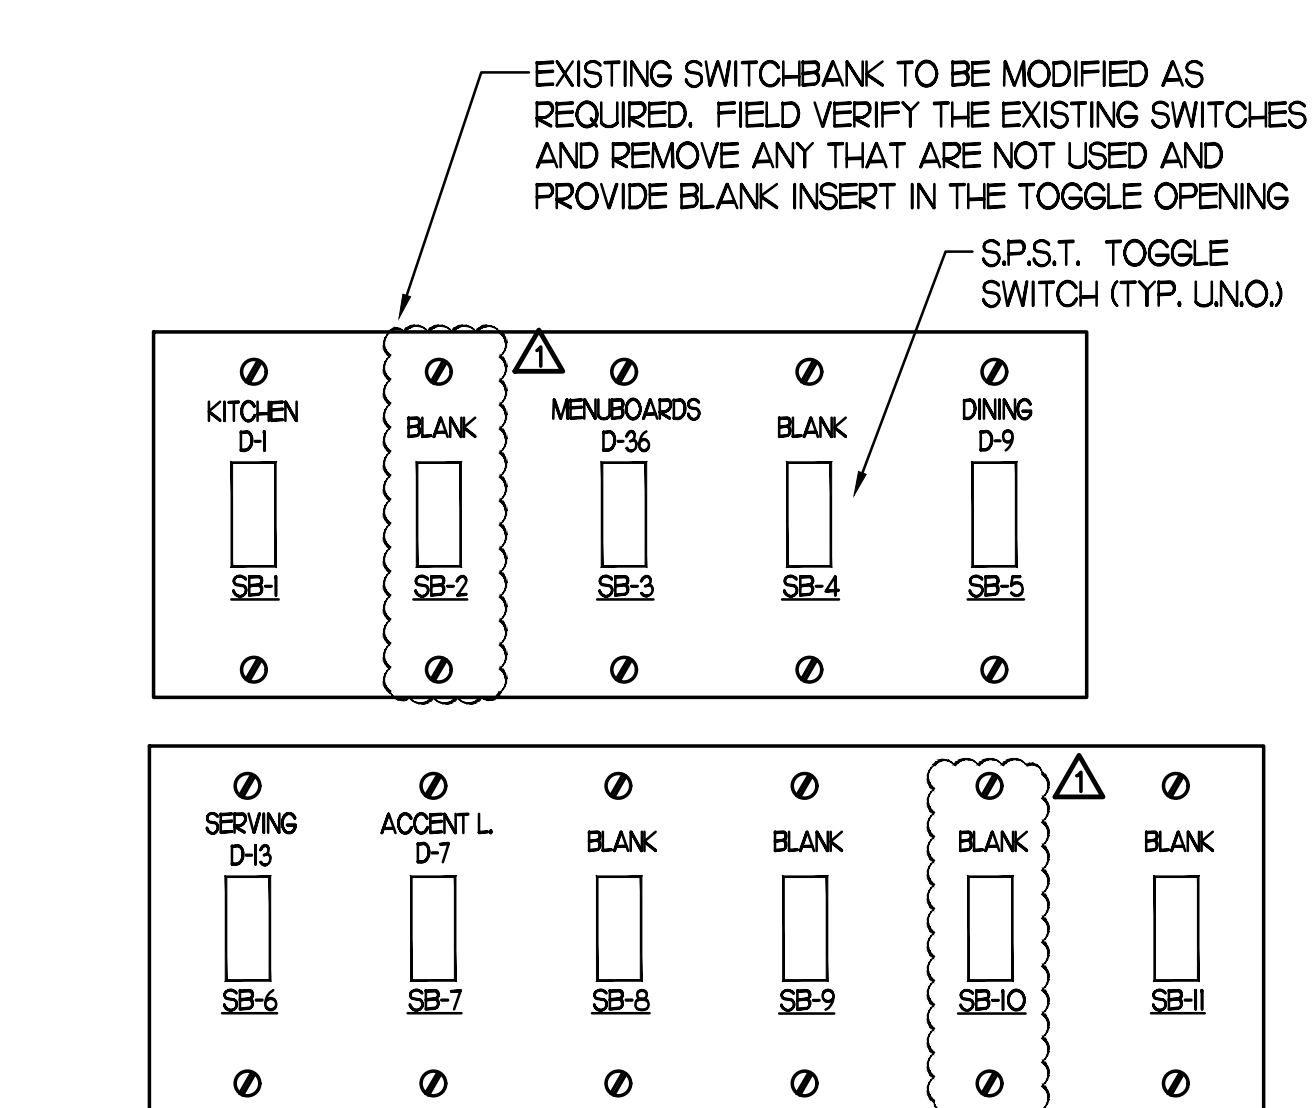 EXISTING SWITCHBANK TO BE MODIFIED AS
REQUIRED. FIELD VERIFY THE EXISTING SWITCHES
AND REMOVE ANY THAT ARE NOT USED AND
PROVIDE BLANK INSERT IN THE TOGGLE OPENING
S.P.S.T. TOGGLE
SWITCH (TYP. U.N.O.)
1
KITCHEN
D-1
SB-1
BLANK
SB-2
MENUBOARDS
D-36
SB-3
BLANK
SB-4
DINING
D-9
SB-5
1
SERVING
D-13
SB-6
ACCENT L.
D-7
SB-7
BLANK
SB-8
BLANK
SB-9
BLANK
SB-10
BLANK
SB-11